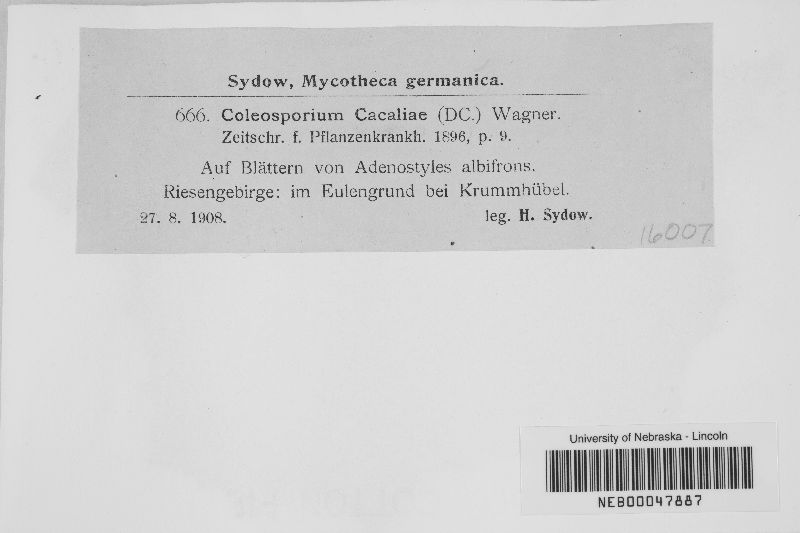 Sydow, Mycotheca germanica.
666. Coleosporium Cacaliae (DC.) Wagner.
Zeitschr. f. Pflanzenkrankh. 1896, p. 9.
Auf Blättern von Adenostyles albifrons.
Riesengebirge: im Eulengrund bei Krummhübel.
27. 8. 1908. leg. H. Sydow.
16007
University of Nebraska - Lincoln
NEB00047887